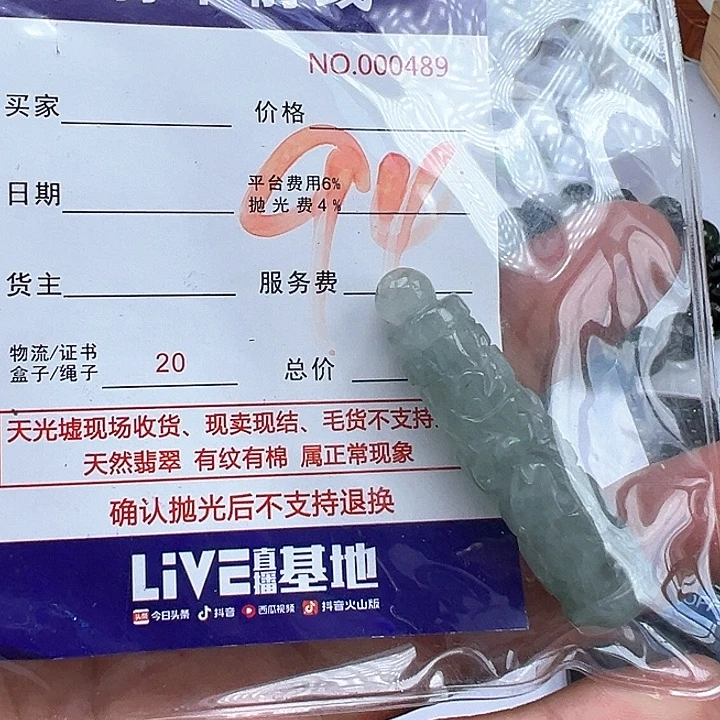 NO.000489
买家 价格
日期 平台费用6%
抛光费4%
货主 服务费
物流/证书
盒子/绳子 20 总价
天光墟现场收货、现卖现结、毛货不支持
天然翡翠 有纹有棉 属正常现象
确认抛光后不支持退换
LiVE直播基地
头条 今日头条 抖音 西瓜视频 抖音火山版